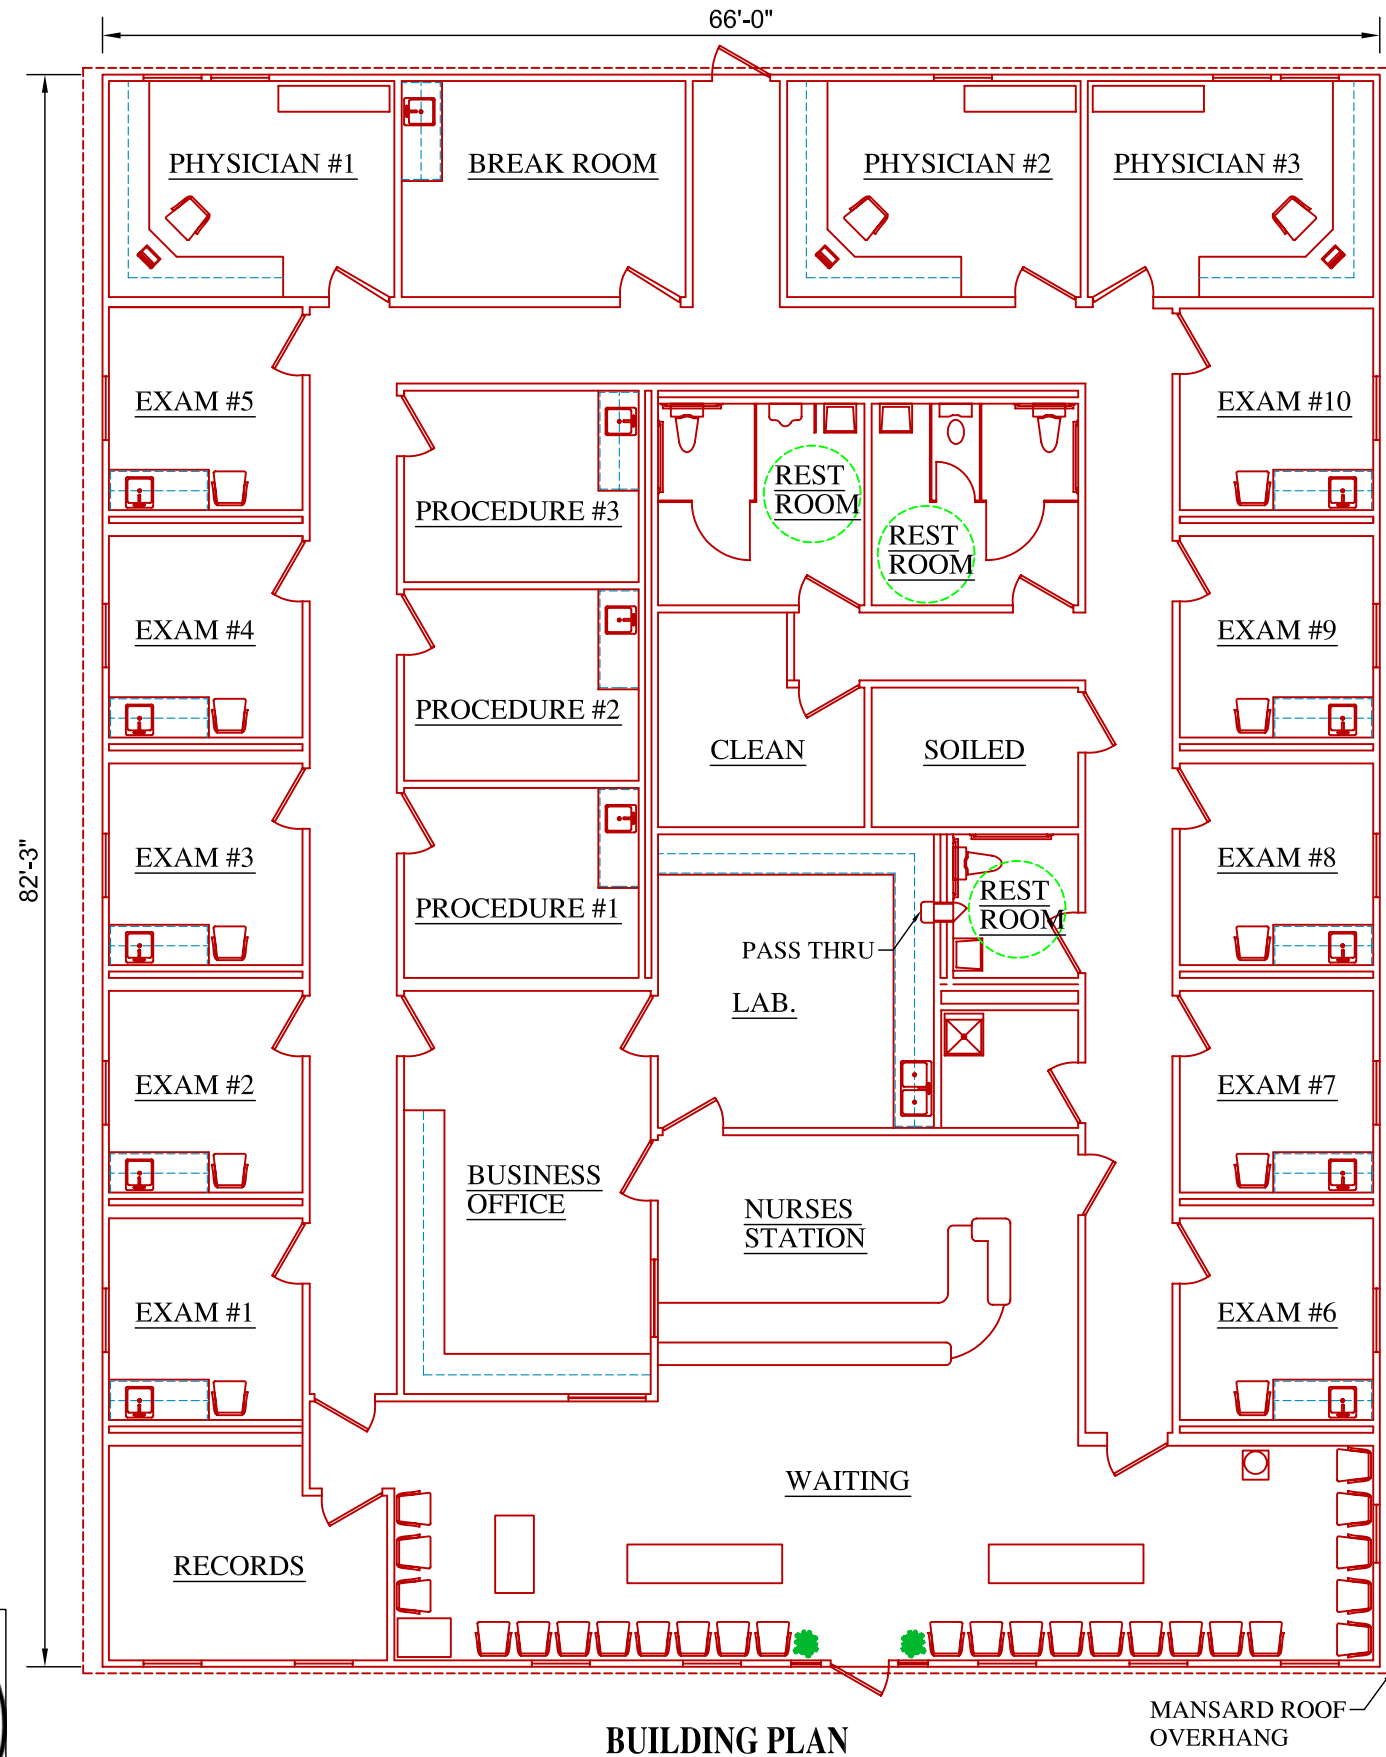 66'-0"
82'-3"
PHYSICIAN #1
BREAK ROOM
PHYSICIAN #2
PHYSICIAN #3
EXAM #5
EXAM #10
PROCEDURE #3
REST
ROOM
REST
ROOM
EXAM #4
EXAM #9
PROCEDURE #2
CLEAN
SOILED
EXAM #3
EXAM #8
PROCEDURE #1
REST
ROOM
PASS THRU
LAB.
EXAM #2
EXAM #7
BUSINESS
OFFICE
NURSES
STATION
EXAM #1
EXAM #6
WAITING
RECORDS
MANSARD ROOF
OVERHANG
BUILDING PLAN